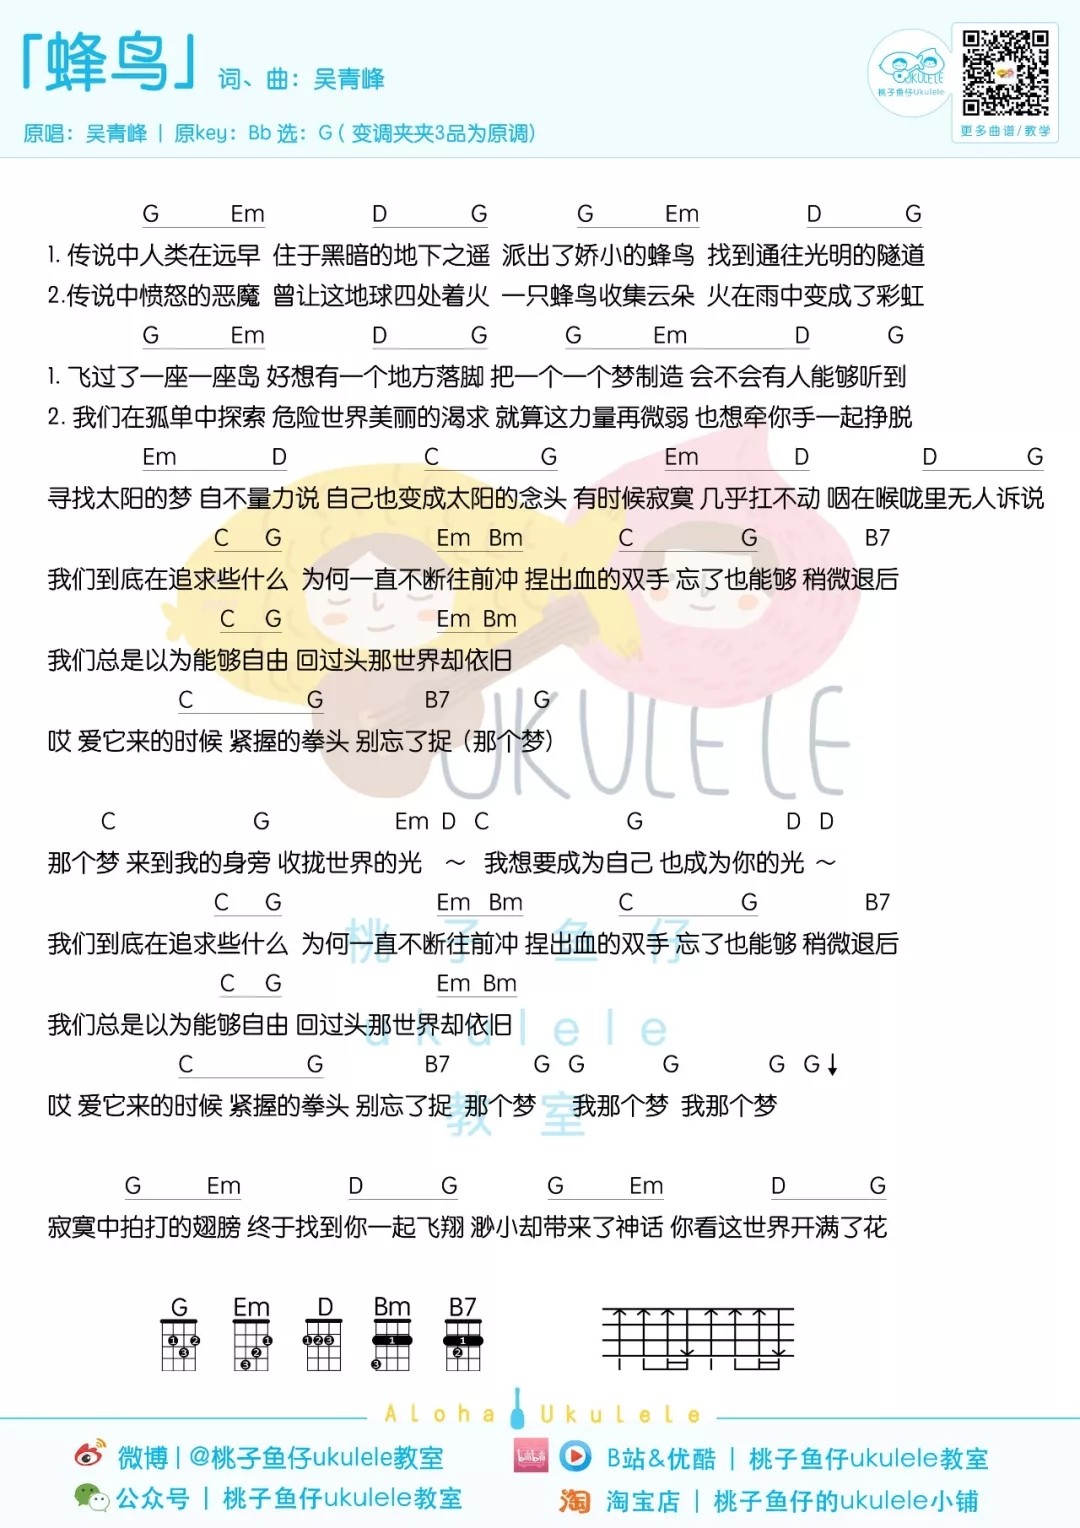 「蜂鸟」 词、曲：吴青峰
原唱：吴青峰 | 原key：Bb 选：G ( 变调夹夹3品为原调)
UKULELE
桃子鱼仔Ukulele
更多曲谱/教学
G Em D G G Em D G
1. 传说中人类在远早 住于黑暗的地下之遥 派出了娇小的蜂鸟 找到通往光明的隧道
2.传说中愤怒的恶魔 曾让这地球四处着火 一只蜂鸟收集云朵 火在雨中变成了彩虹
G Em D G G Em D G
1. 飞过了一座一座岛 好想有一个地方落脚 把一个一个梦制造 会不会有人能够听到
2. 我们在孤单中探索 危险世界美丽的渴求 就算这力量再微弱 也想牵你手一起挣脱
Em D C G Em D D G
寻找太阳的梦 自不量力说 自己也变成太阳的念头 有时候寂寞 几乎扛不动 咽在喉咙里无人诉说
C G Em Bm C G B7
我们到底在追求些什么 为何一直不断往前冲 捏出血的双手 忘了也能够 稍微退后
C G Em Bm
我们总是以为能够自由 回过头那世界却依旧
C G B7 G
哎 爱它来的时候 紧握的拳头 别忘了捉（那个梦）
UKULELE
C G Em D C G D D
那个梦 来到我的身旁 收拢世界的光 ～ 我想要成为自己 也成为你的光 ～
C G Em Bm C G B7
我们到底在追求些什么 为何一直不断往前冲 捏出血的双手 忘了也能够 稍微退后
桃子鱼仔
C G Em Bm
我们总是以为能够自由 回过头那世界却依旧
ukulele
C G B7 G G G G G↓
哎 爱它来的时候 紧握的拳头 别忘了捉 那个梦 我那个梦 我那个梦
教室
G Em D G G Em D G
寂寞中拍打的翅膀 终于找到你一起飞翔 渺小却带来了神话 你看这世界开满了花
G Em D Bm B7
1 2 3 1 2 3 1 2 3 1 3 1 2
Aloha Ukulele
微博 | @桃子鱼仔ukulele教室
B站&优酷 | 桃子鱼仔ukulele教室
公众号 | 桃子鱼仔ukulele教室
淘 淘宝店 | 桃子鱼仔的ukulele小铺